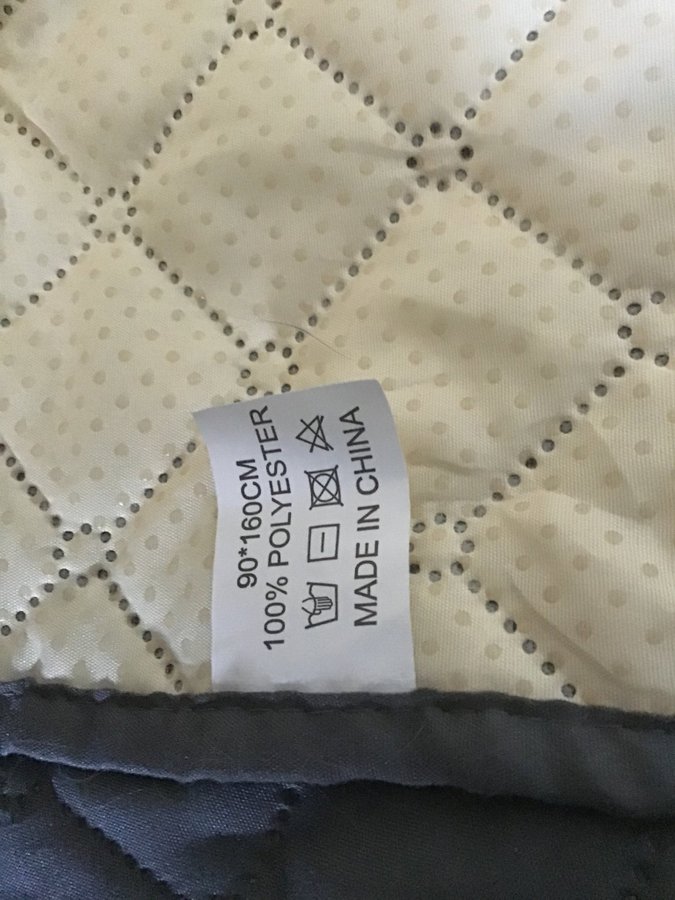 90*160CM
100% POLYESTER
MADE IN CHINA